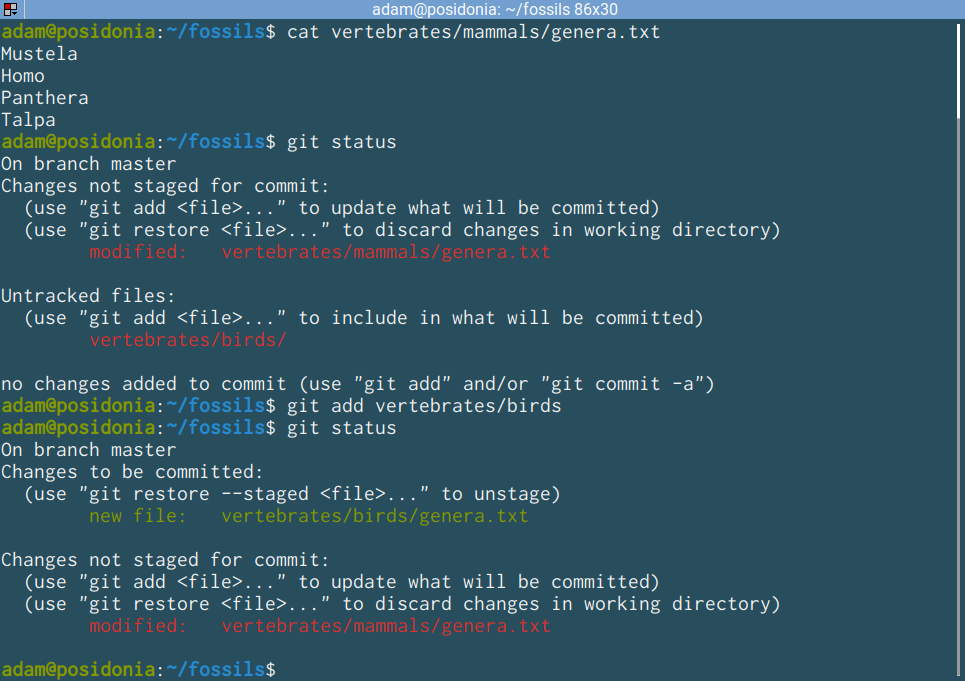 adam@posidonia: ~/fossils 86x30
adam@posidonia:~/fossils$ cat vertebrates/mammals/genera.txt
Mustela
Homo
Panthera
Talpa
adam@posidonia:~/fossils$ git status
On branch master
Changes not staged for commit:
  (use "git add <file>..." to update what will be committed)
  (use "git restore <file>..." to discard changes in working directory)
        modified:   vertebrates/mammals/genera.txt

Untracked files:
  (use "git add <file>..." to include in what will be committed)
        vertebrates/birds/

no changes added to commit (use "git add" and/or "git commit -a")
adam@posidonia:~/fossils$ git add vertebrates/birds
adam@posidonia:~/fossils$ git status
On branch master
Changes to be committed:
  (use "git restore --staged <file>..." to unstage)
        new file:   vertebrates/birds/genera.txt

Changes not staged for commit:
  (use "git add <file>..." to update what will be committed)
  (use "git restore <file>..." to discard changes in working directory)
        modified:   vertebrates/mammals/genera.txt

adam@posidonia:~/fossils$